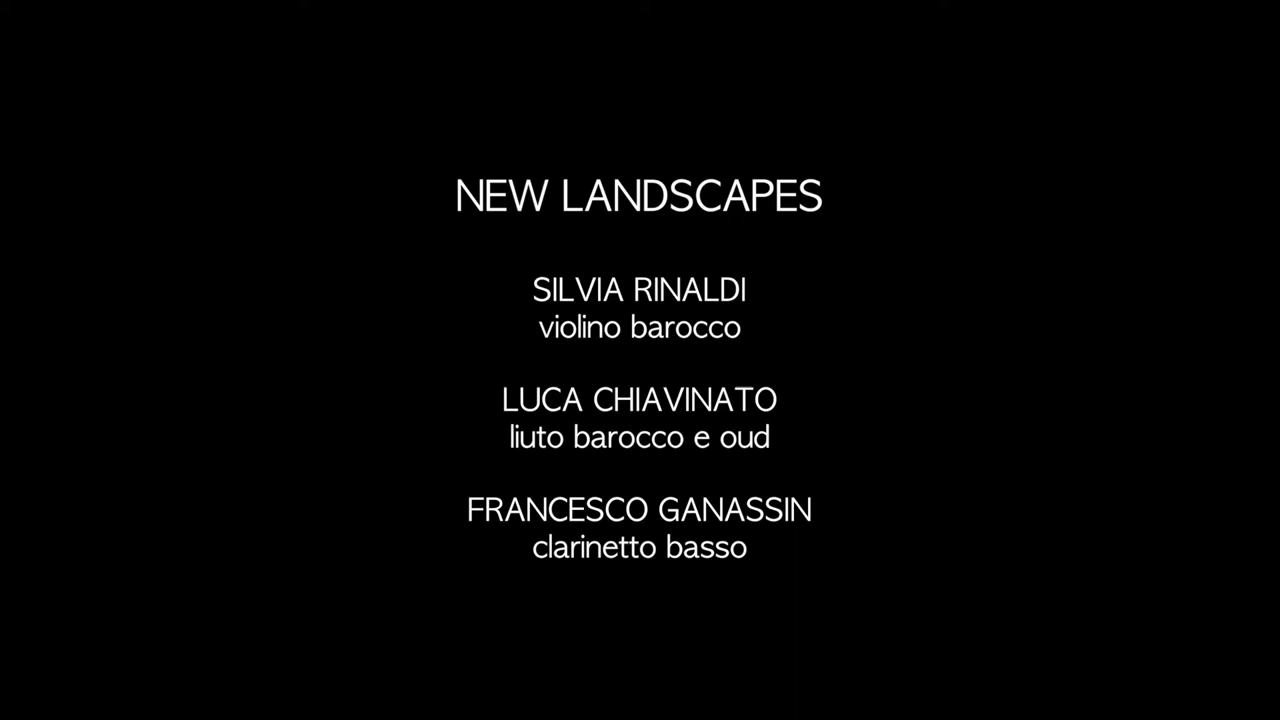 NEW LANDSCAPES
SILVIA RINALDI
violino barocco
LUCA CHIAVINATO
liuto barocco e oud
FRANCESCO GANASSIN
clarinetto basso